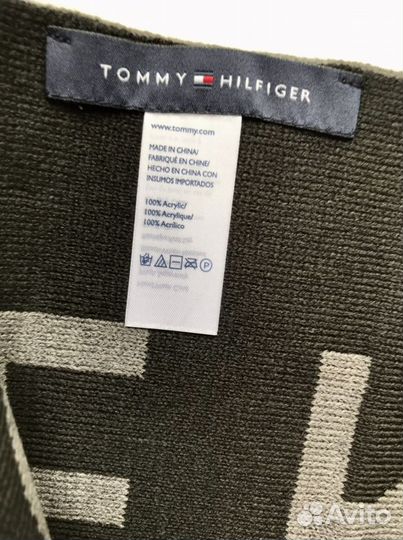 TOMMY HILFIGER
www.tommy.com
MADE IN CHINA/
FABRIQUÉ EN CHINE/
HECHO EN CHINA CON
INSUMOS IMPORTADOS
100% Acrylic/
100% Acrylique/
100% Acrílico
P
Avito